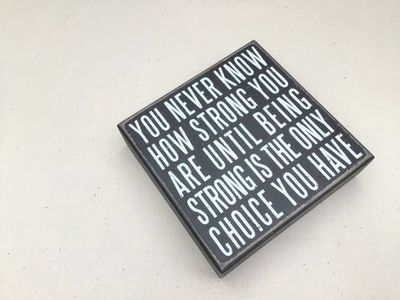 YOU NEVER KNOW
HOW STRONG YOU
ARE UNTIL BEING
STRONG IS THE ONLY
CHOICE YOU HAVE